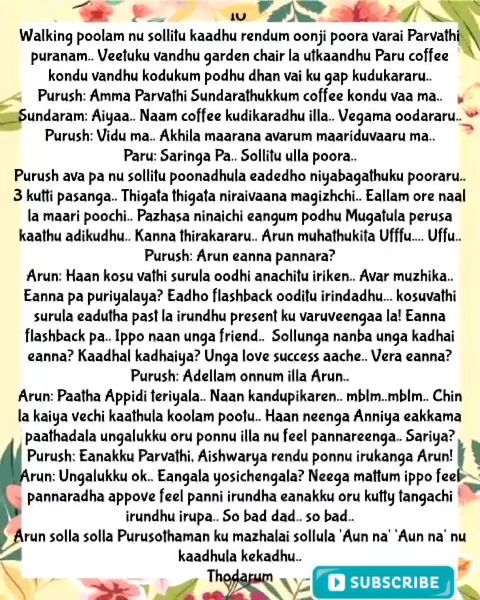 10
Walking poolam nu sollitu kaadhu rendum oonji poora varai Parvathi
puranam.. Veetuku vandhu garden chair la utkaandhu Paru coffee
kondu vandhu kodukum podhu dhan vai ku gap kudukararu..
Purush: Amma Parvathi Sundarathukkum coffee kondu vaa ma..
Sundaram: Aiyaa.. Naam coffee kudikaradhu illa.. Vegama oodararu..
Purush: Vidu ma.. Akhila maarana avarum maariduvaaru ma..
Paru: Saringa Pa.. Sollitu ulla poora..
Purush ava pa nu sollitu poonadhula eadedho niyabagathuku pooraru..
3 kutti pasanga.. Thigata thigata niraivaana magizhchi.. Eallam ore naal
la maari poochi.. Pazhasa ninaichi eangum podhu Mugatula perusa
kaathu adikudhu.. Kanna thirakararu.. Arun muhathukita Ufffu.... Uffu..
Purush: Arun eanna pannara?
Arun: Haan kosu vathi surula oodhi anachitu iriken.. Avar muzhika..
Eanna pa puriyalaya? Eadho flashback ooditu irindadhu... kosuvathi
surula eadutha past la irundhu present ku varuveengaa la! Eanna
flashback pa.. Ippo naan unga friend.. Sollunga nanba unga kadhai
eanna? Kaadhal kadhaiya? Unga love success aache.. Vera eanna?
Purush: Adellam onnum illa Arun..
Arun: Paatha Appidi teriyala.. Naan kandupikaren.. mblm..mblm.. Chin
la kaiya vechi kaathula koolam pootu.. Haan neenga Anniya eakkama
paathadala ungalukku oru ponnu illa nu feel pannareenga.. Sariya?
Purush: Eanakku Parvathi, Aishwarya rendu ponnu irukanga Arun!
Arun: Ungalukku ok.. Eangala yosichengala? Neega mattum ippo feel
pannaradha appove feel panni irundha eanakku oru kutty tangachi
irundhu irupa.. So bad dad.. so bad..
Arun solla solla Purusothaman ku mazhalai sollula 'Aun na' 'Aun na' nu
kaadhula kekadhu..
Thodarum
SUBSCRIBE